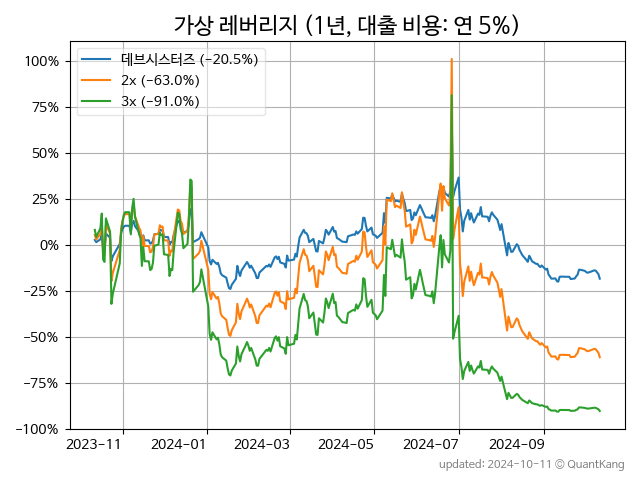 가상 레버리지 (1년, 대출 비용: 연 5%)
데브시스터즈 (-20.5%)
2x (-63.0%)
3x (-91.0%)
100%
75%
50%
25%
0%
−25%
−50%
−75%
−100%
2023-11 2024-01 2024-03 2024-05 2024-07 2024-09
updated: 2024-10-11 © QuantKang